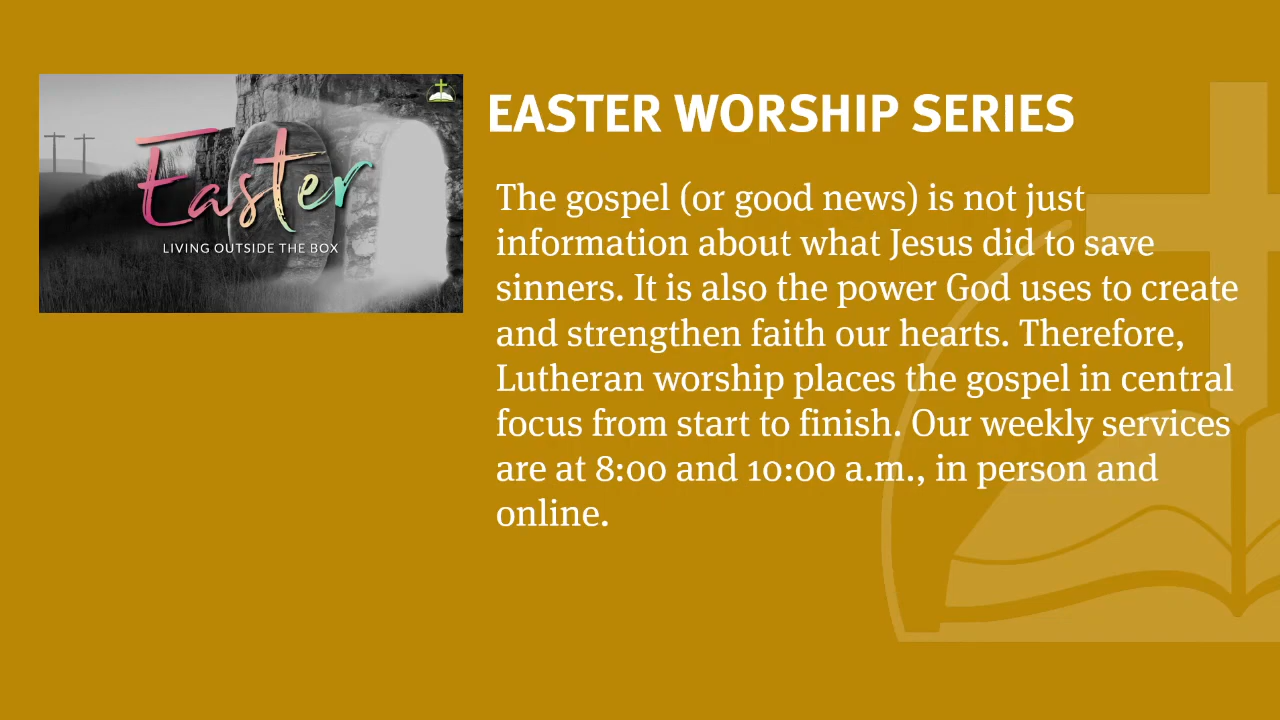 Easter
LIVING OUTSIDE THE BOX
EASTER WORSHIP SERIES
The gospel (or good news) is not just
information about what Jesus did to save
sinners. It is also the power God uses to create
and strengthen faith our hearts. Therefore,
Lutheran worship places the gospel in central
focus from start to finish. Our weekly services
are at 8:00 and 10:00 a.m., in person and
online.